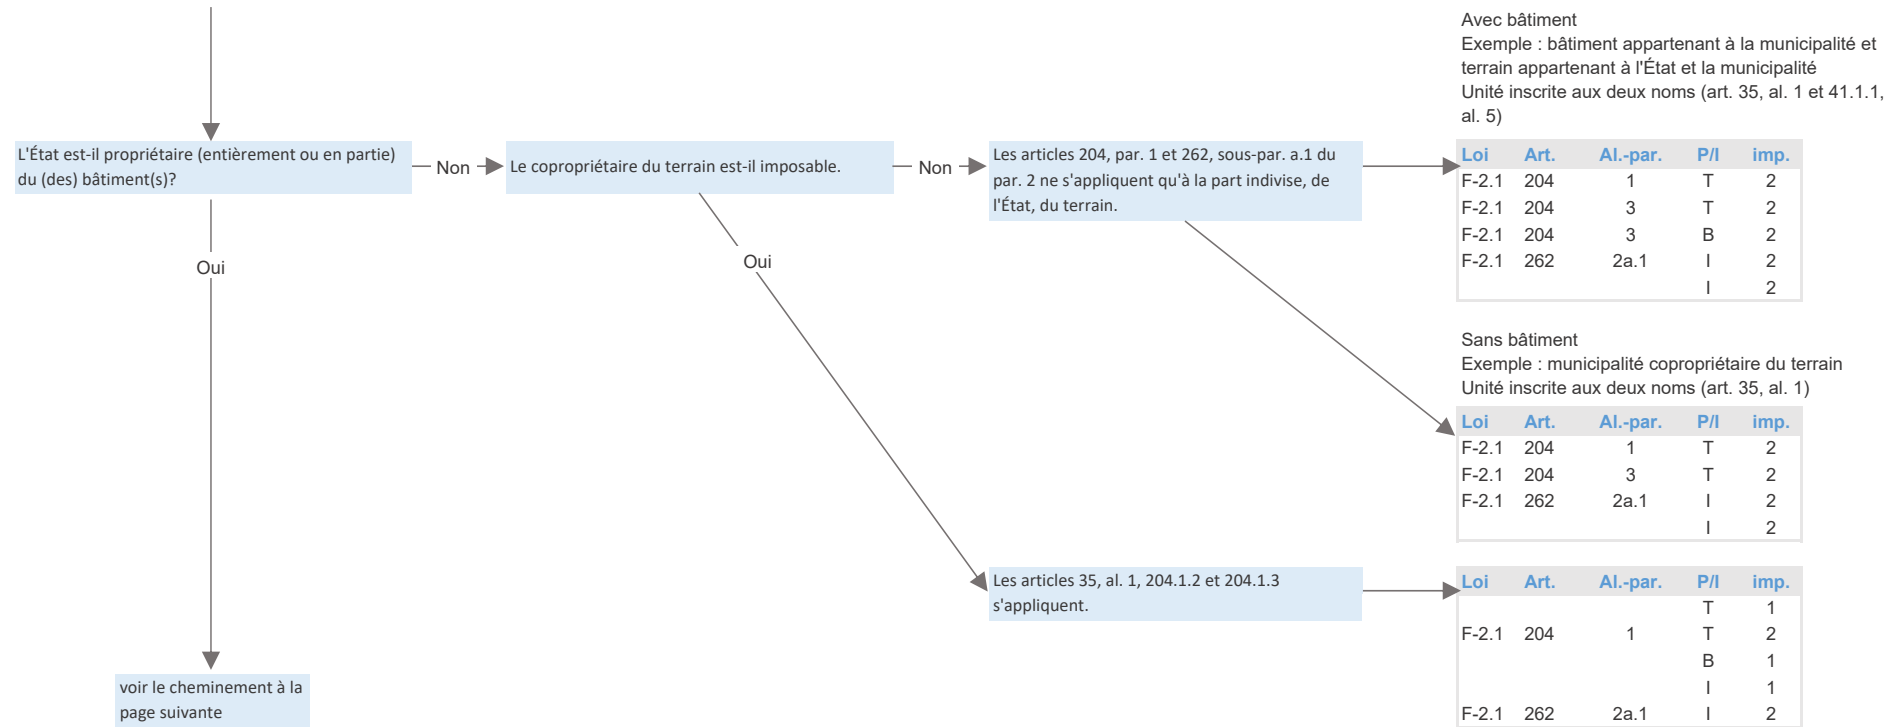 Avec bâtiment
Exemple : bâtiment appartenant à la municipalité et
terrain appartenant à l'État et la municipalité
Unité inscrite aux deux noms (art. 35, al. 1 et 41.1.1,
al. 5)
L'État est-il propriétaire (entièrement ou en partie)
du (des) bâtiment(s)?
Non
Le copropriétaire du terrain est-il imposable.
Non
Les articles 204, par. 1 et 262, sous-par. a.1 du
par. 2 ne s'appliquent qu'à la part indivise, de
l'État, du terrain.
Loi Art. Al.-par. P/I imp.
F-2.1 204 1 T 2
F-2.1 204 3 T 2
F-2.1 204 3 B 2
F-2.1 262 2a.1 I 2
I 2
Oui
Oui
Sans bâtiment
Exemple : municipalité copropriétaire du terrain
Unité inscrite aux deux noms (art. 35, al. 1)
Loi Art. Al.-par. P/I imp.
F-2.1 204 1 T 2
F-2.1 204 3 T 2
F-2.1 262 2a.1 I 2
I 2
Les articles 35, al. 1, 204.1.2 et 204.1.3
s'appliquent.
Loi Art. Al.-par. P/I imp.
T 1
F-2.1 204 1 T 2
B 1
I 1
F-2.1 262 2a.1 I 2
voir le cheminement à la
page suivante